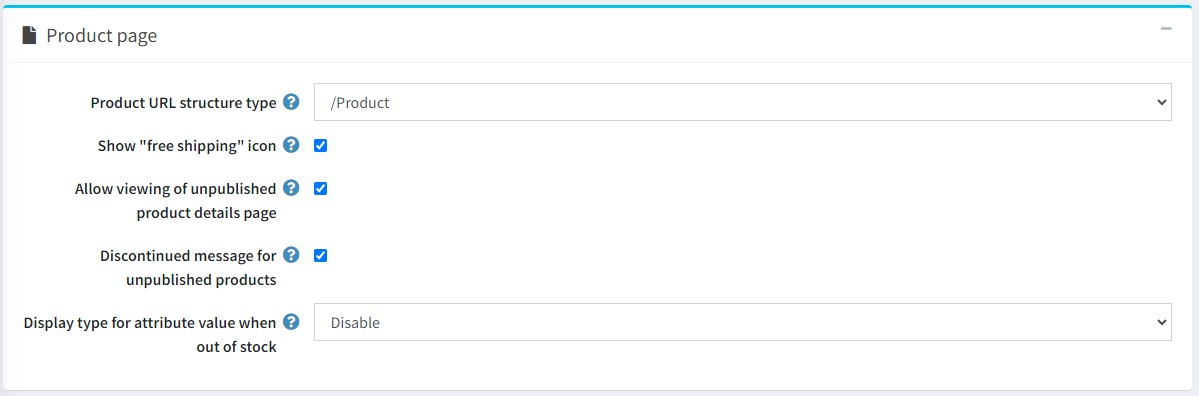 Product page
Product URL structure type
/Product
Show "free shipping" icon
Allow viewing of unpublished
product details page
Discontinued message for
unpublished products
Display type for attribute value when
out of stock
Disable